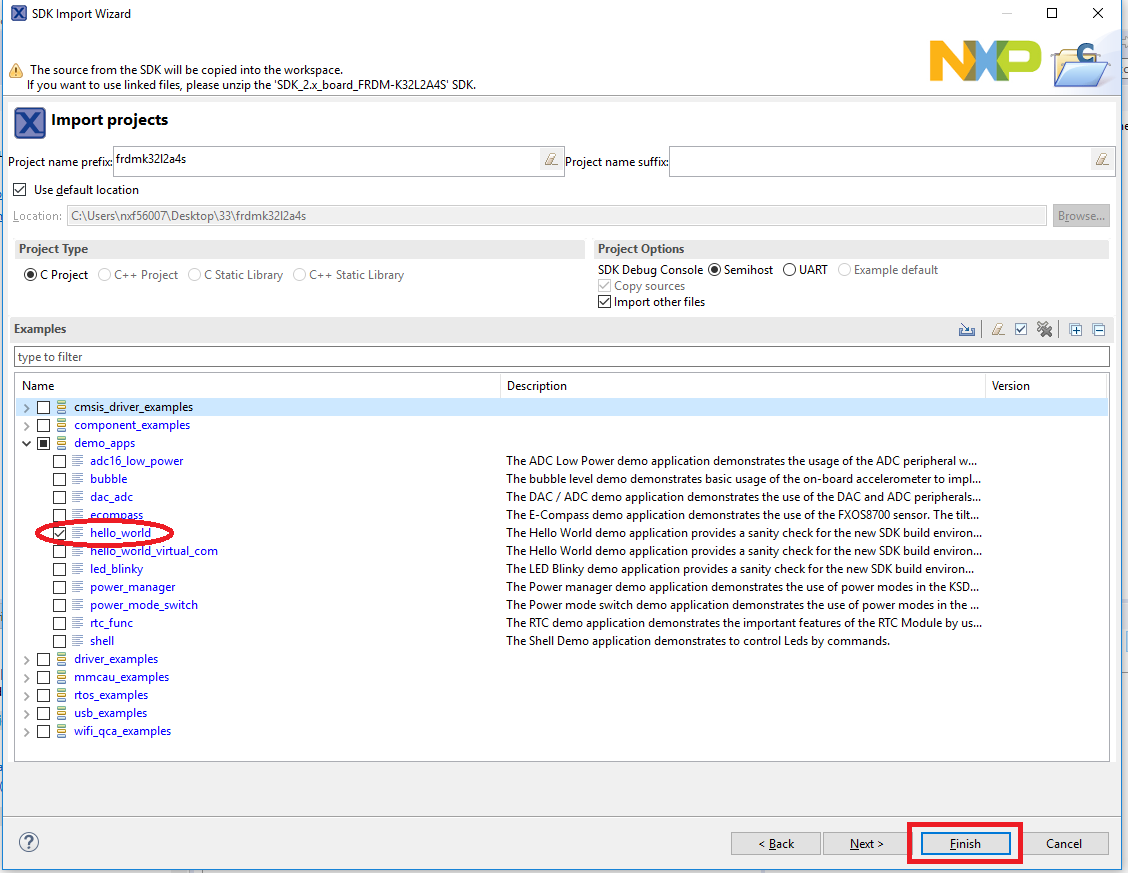 SDK Import Wizard
The source from the SDK will be copied into the workspace.
If you want to use linked files, please unzip the 'SDK_2.x_board_FRDM-K32L2A4S' SDK.
NXP
C
X Import projects
Project name prefix: frdmk32l2a4s Project name suffix:
Use default location
Location: C:\Users\nxf56007\Desktop\33\frdmk32l2a4s Browse...
Project Type Project Options
C Project C++ Project C Static Library C++ Static Library SDK Debug Console Semihost UART Example default
Copy sources
Import other files
Examples
type to filter
Name Description Version
cmsis_driver_examples
component_examples
demo_apps
adc16_low_power The ADC Low Power demo application demonstrates the usage of the ADC peripheral w...
bubble The bubble level demo demonstrates basic usage of the on-board accelerometer to impl...
dac_adc The DAC / ADC demo application demonstrates the use of the DAC and ADC peripherals...
ecompass The E-Compass demo application demonstrates the use of the FXOS8700 sensor. The tilt...
hello_world The Hello World demo application provides a sanity check for the new SDK build environ...
hello_world_virtual_com The Hello World demo application provides a sanity check for the new SDK build environ...
led_blinky The LED Blinky demo application provides a sanity check for the new SDK build environ...
power_manager The Power manager demo application demonstrates the use of power modes in the KSD...
power_mode_switch The Power mode switch demo application demonstrates the use of power modes in the ...
rtc_func The RTC demo application demonstrates the important features of the RTC Module by us...
shell The Shell Demo application demonstrates to control Leds by commands.
driver_examples
mmcau_examples
rtos_examples
usb_examples
wifi_qca_examples
? < Back Next > Finish Cancel